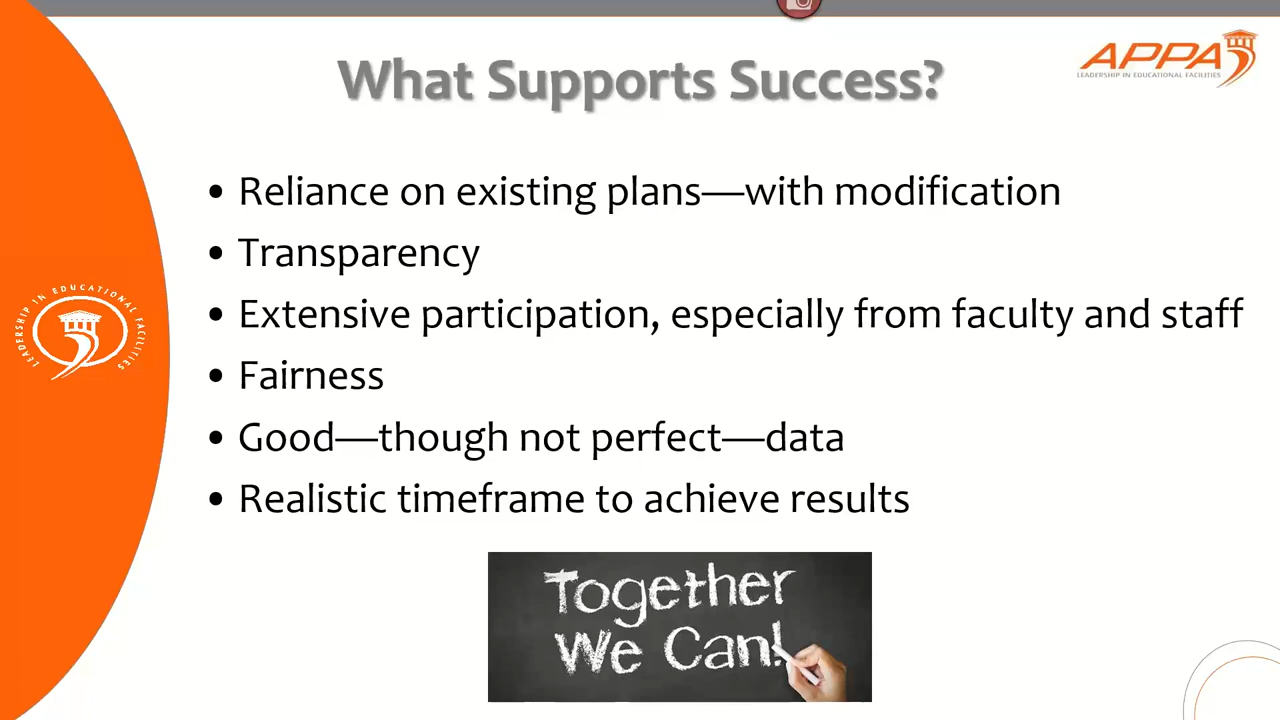 What Supports Success?
APPA
LEADERSHIP IN EDUCATIONAL FACILITIES
• Reliance on existing plans—with modification
• Transparency
• Extensive participation, especially from faculty and staff
• Fairness
• Good—though not perfect—data
• Realistic timeframe to achieve results
LEADERSHIP IN EDUCATIONAL FACILITIES
Together
We Can!